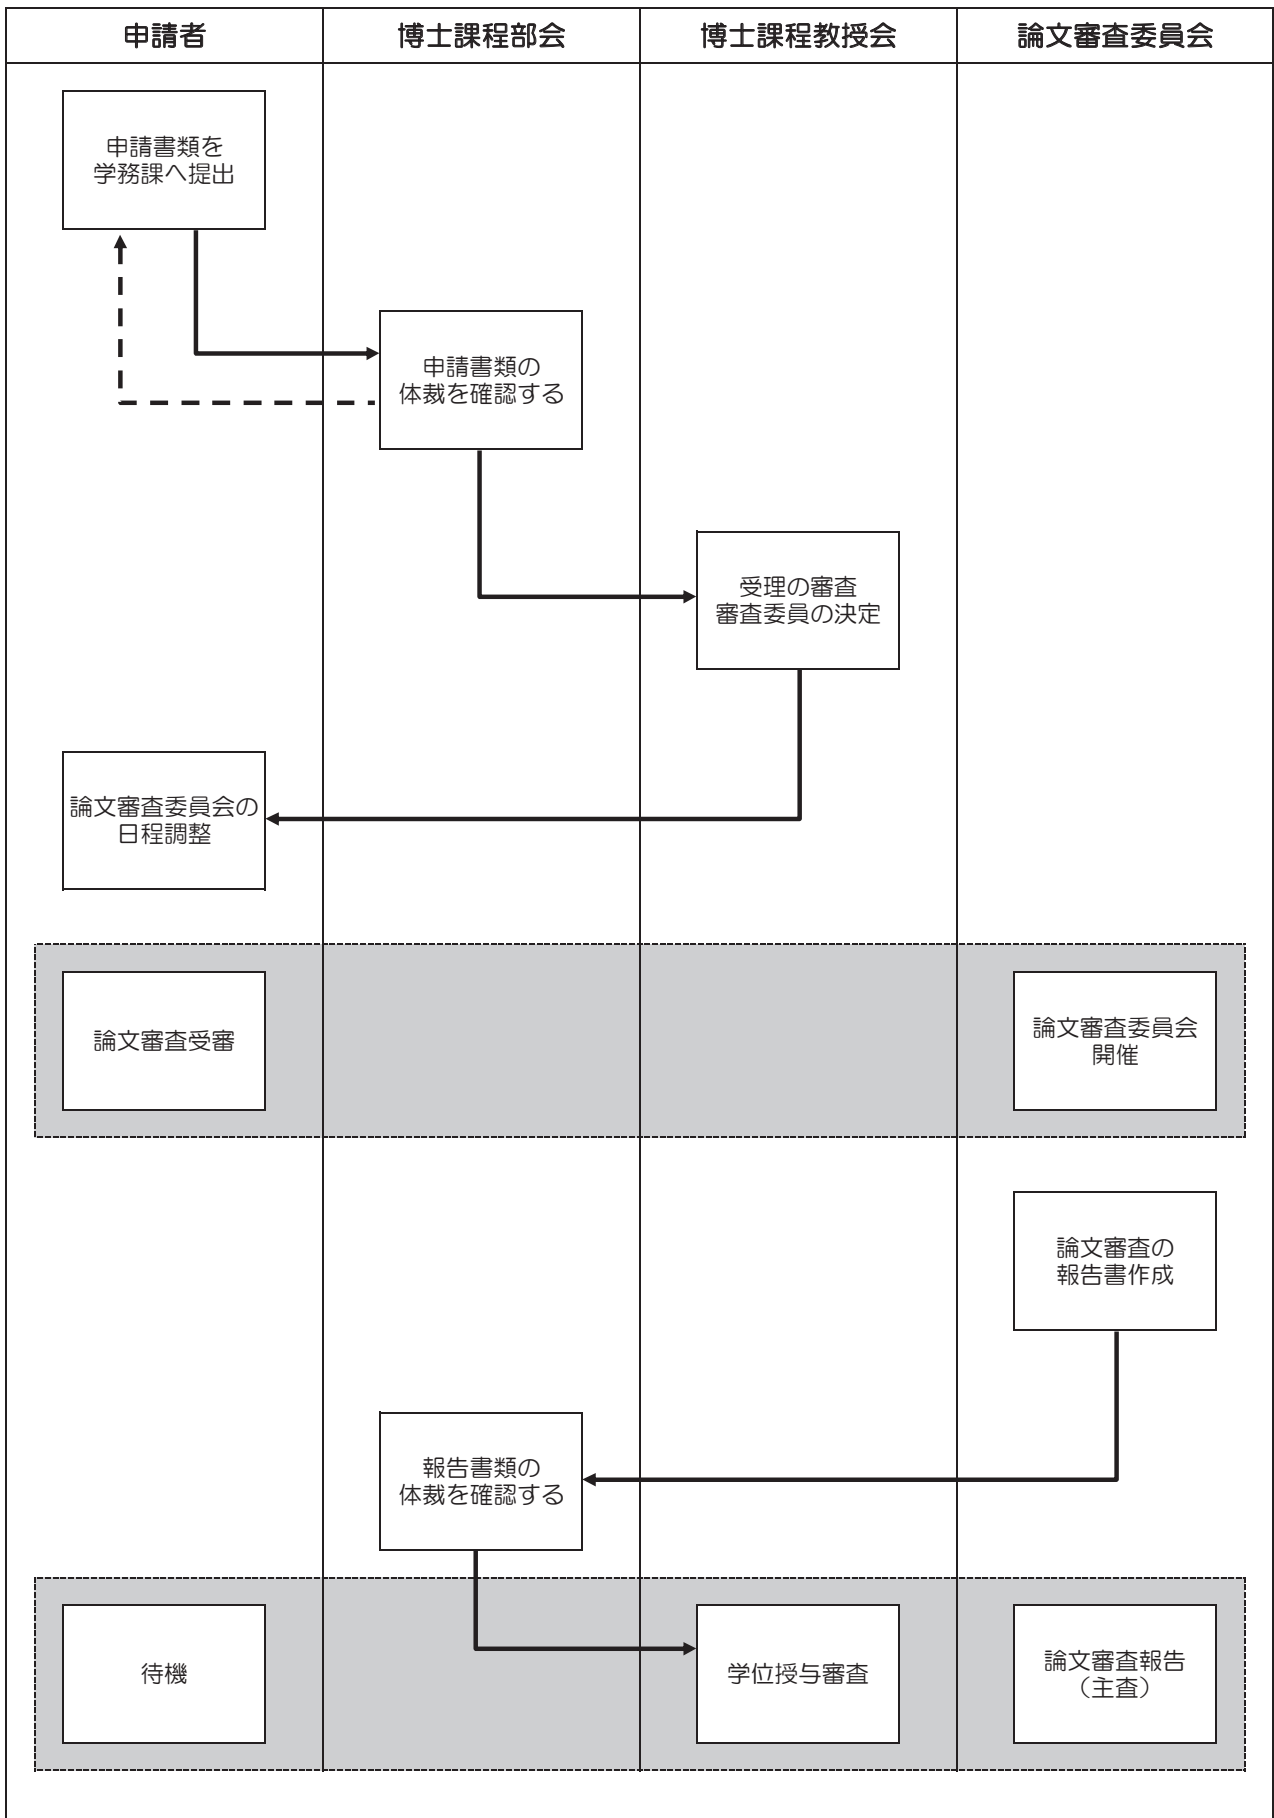 申請者
博士課程部会
博士課程教授会
論文審査委員会
申請書類を
学務課へ提出
申請書類の
体裁を確認する
受理の審査
審査委員の決定
論文審査委員会の
日程調整
論文審査受審
論文審査委員会
開催
論文審査の
報告書作成
報告書類の
体裁を確認する
待機
学位授与審査
論文審査報告
（主査）